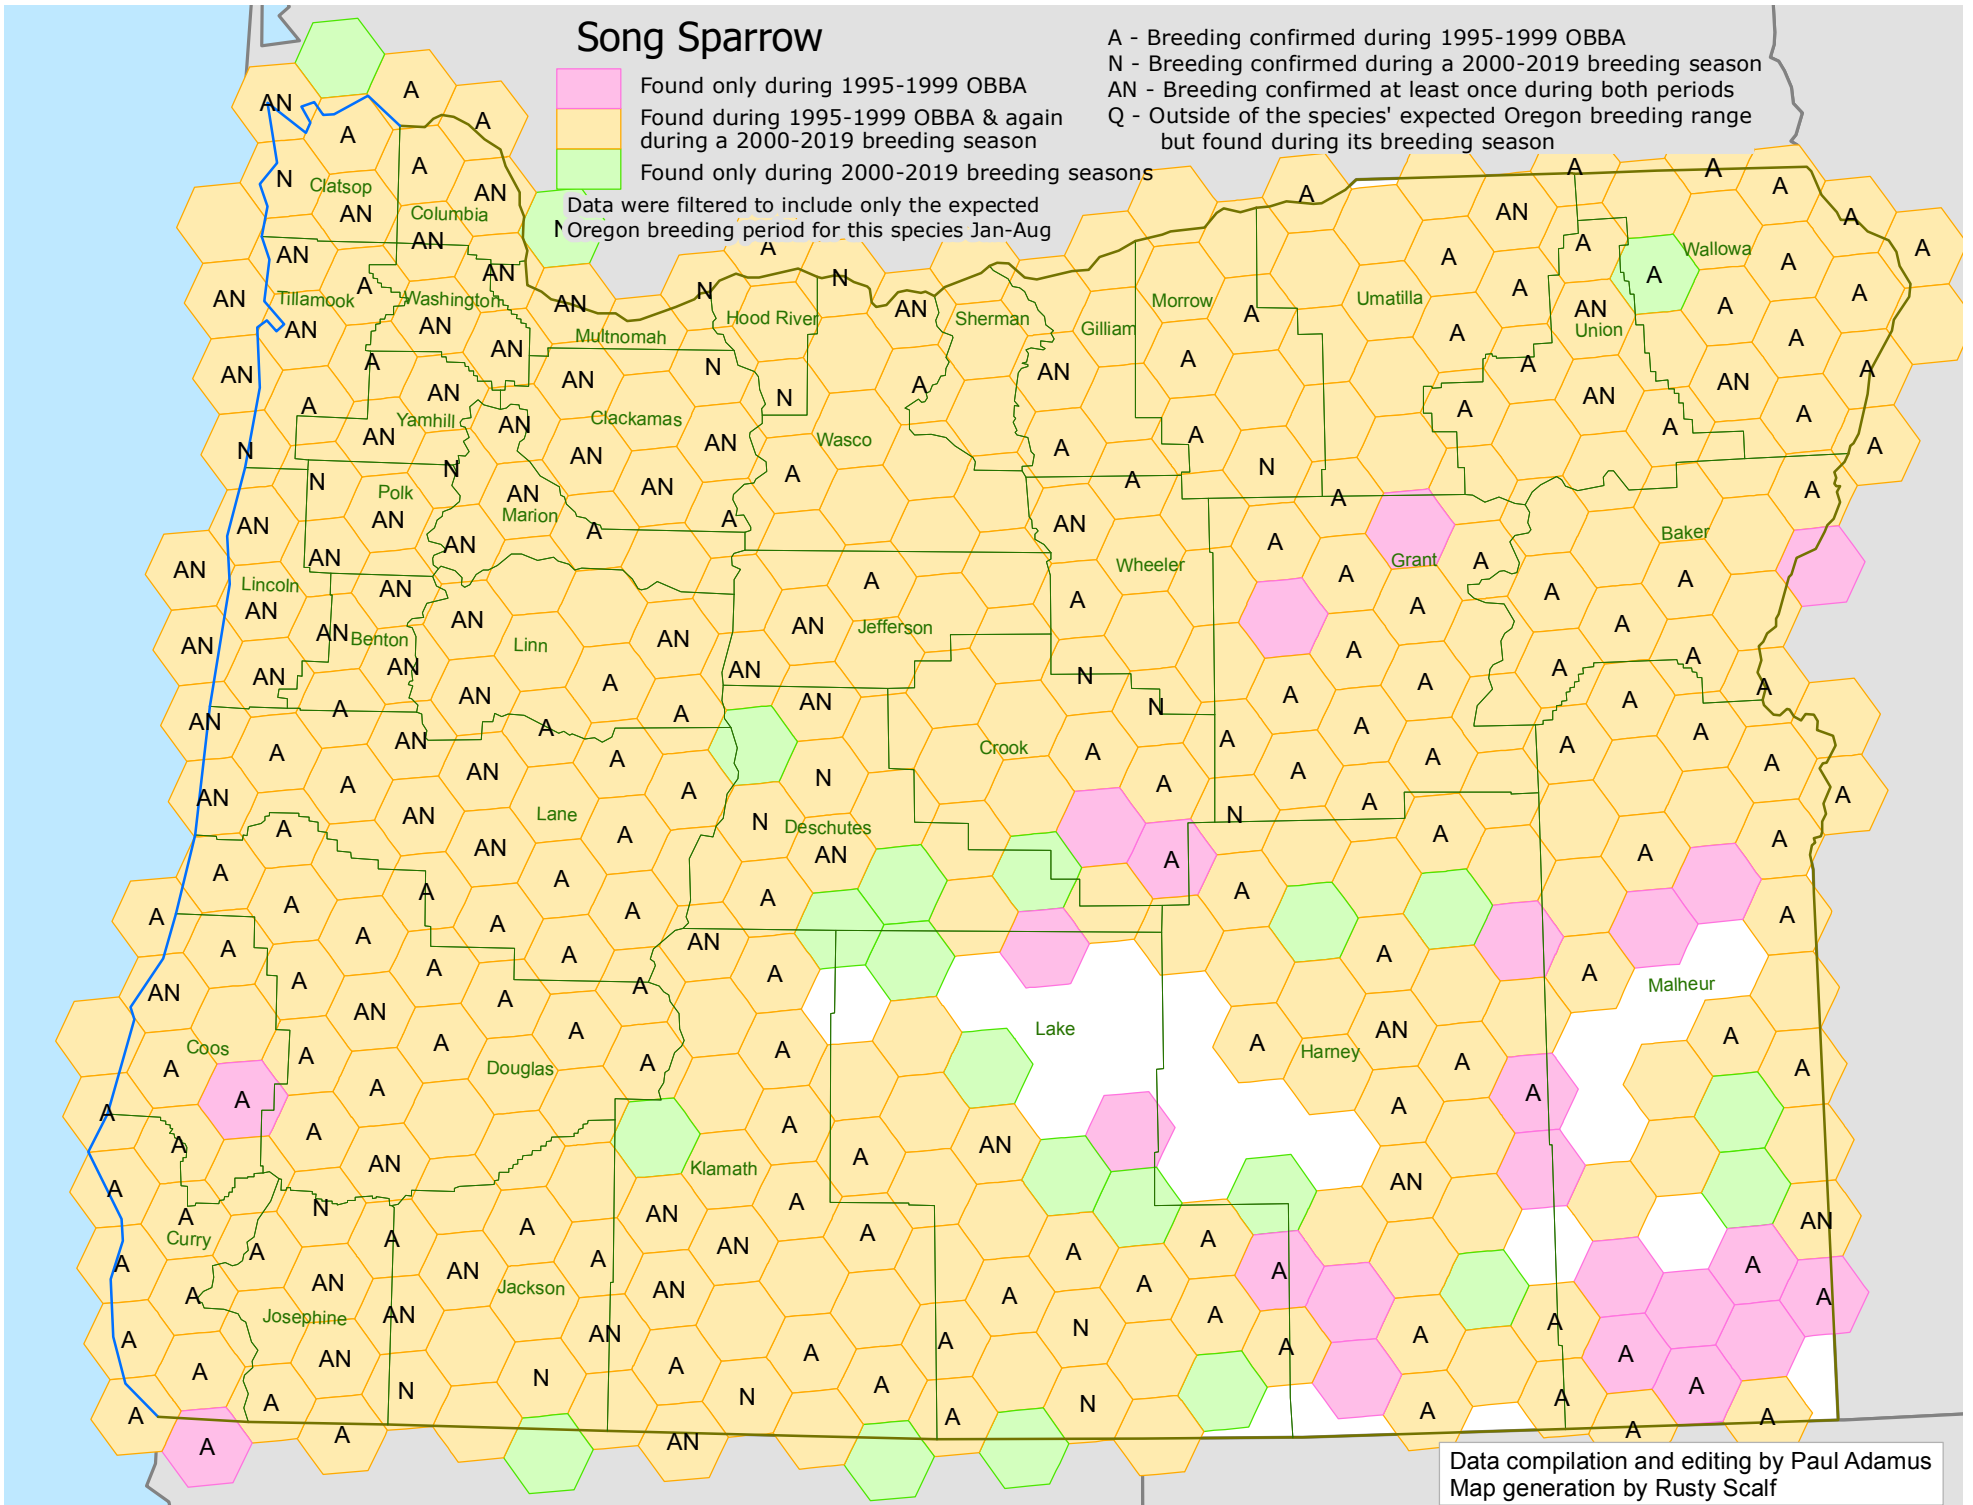 Song Sparrow
Found only during 1995-1999 OBBA
Found during 1995-1999 OBBA & again
during a 2000-2019 breeding season
Found only during 2000-2019 breeding seasons
Data were filtered to include only the expected
Oregon breeding period for this species Jan-Aug
A - Breeding confirmed during 1995-1999 OBBA
N - Breeding confirmed during a 2000-2019 breeding season
AN - Breeding confirmed at least once during both periods
Q - Outside of the species' expected Oregon breeding range
but found during its breeding season
Clatsop
Columbia
Tillamook
Washington
Multnomah
Hood River
Sherman
Gilliam
Morrow
Umatilla
Union
Wallowa
Yamhill
Clackamas
Wasco
Polk
Marion
Wheeler
Grant
Baker
Lincoln
Benton
Linn
Jefferson
Crook
Lane
Deschutes
Coos
Douglas
Lake
Harney
Malheur
Klamath
Curry
Josephine
Jackson
Data compilation and editing by Paul Adamus
Map generation by Rusty Scalf